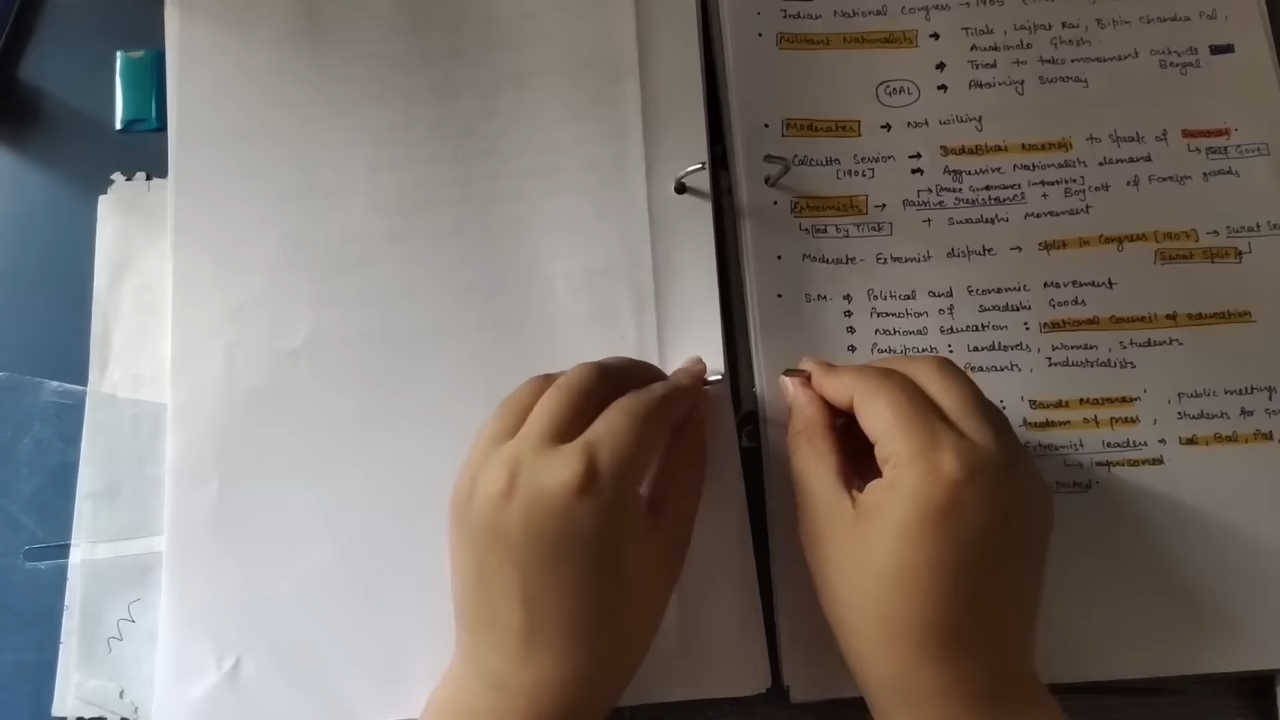 • Indian National Congress → 1905
• Militant Nationalists → Tilak, Lajpat Rai, Bipin Chandra Pal,
Aurobindo Ghosh.
→ Tried to take movement outside
Bengal.
GOAL → Attaining swaraj
• Moderates → Not willing
Calcutta Session → DadaBhai Naoroji to speak of Swaraj.
[1906] → Aggressive Nationalists demand ↳ Self Govt
↱ [Make Governance impossible]
• Extremists → Passive resistance + Boycott of Foreign goods
↳ led by Tilak + Swadeshi Movement
• Moderate-Extremist dispute → Split in Congress [1907] → Surat
Surat Split
• S.M. ⇒ Political and Economic Movement
⇒ Promotion of Swadeshi Goods
⇒ National Education : National Council of education
⇒ Participants : Landlords, Women, Students
Peasants, Industrialists
: 'Bande Mataram', public meetings
freedom of press, Students for
Extremist leaders ⇒ Lal, Bal, Pal,
↳ imprisoned